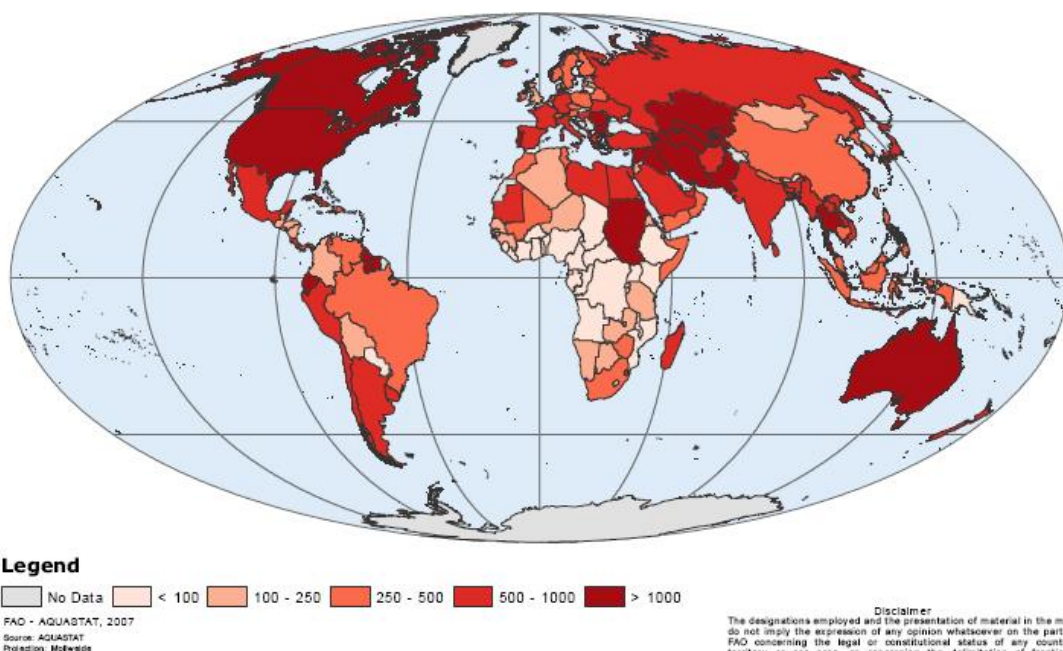 Legend
No Data < 100 100 - 250 250 - 500 500 - 1000 > 1000
FAO - AQUASTAT, 2007
Source: AQUASTAT
Projection: Mollweide
Disclaimer
The designations employed and the presentation of material in the m
do not imply the expression of any opinion whatsoever on the part
FAO concerning the legal or constitutional status of any count